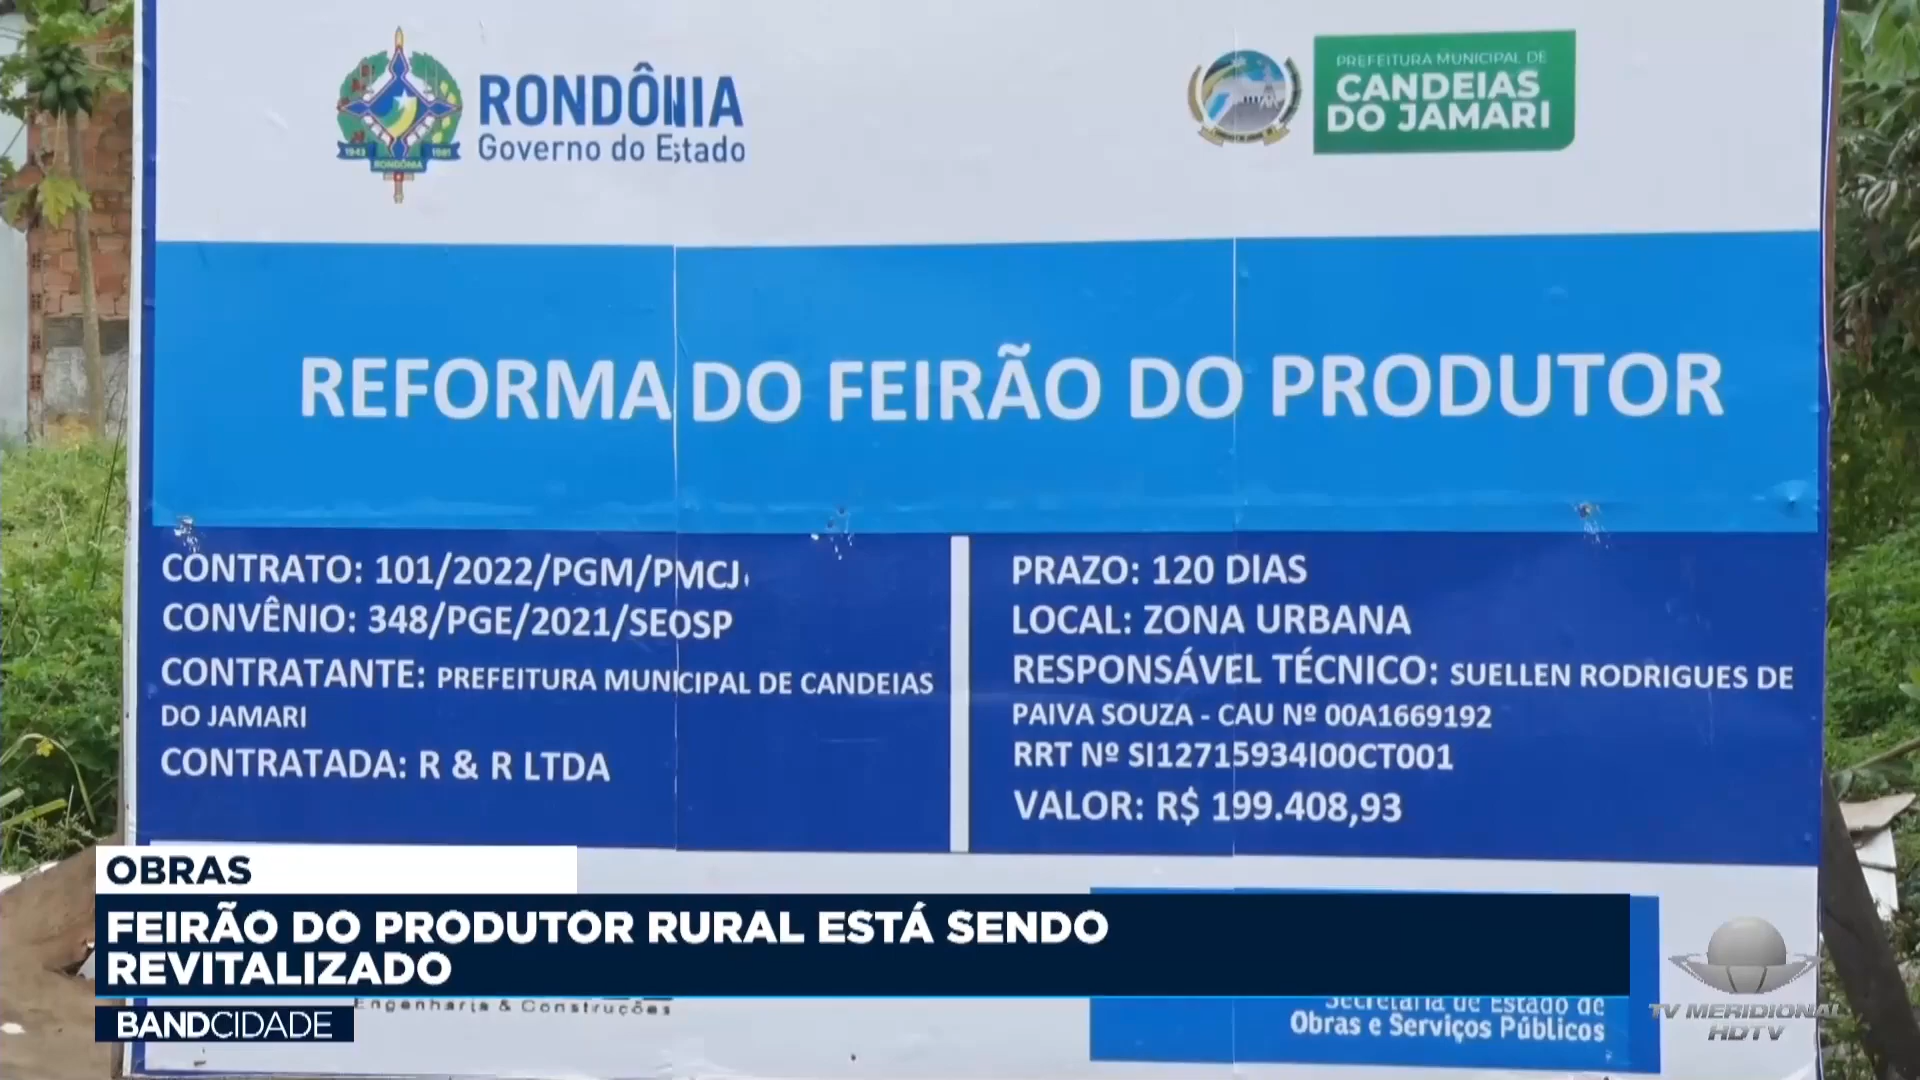 RONDÔNIA
Governo do Estado
1943 RONDÔNIA 1981
PREFEITURA MUNICIPAL DE
CANDEIAS
DO JAMARI
REFORMA DO FEIRÃO DO PRODUTOR
CONTRATO: 101/2022/PGM/PMCJ
CONVÊNIO: 348/PGE/2021/SEOSP
CONTRATANTE: PREFEITURA MUNICIPAL DE CANDEIAS
DO JAMARI
CONTRATADA: R & R LTDA
PRAZO: 120 DIAS
LOCAL: ZONA URBANA
RESPONSÁVEL TÉCNICO: SUELLEN RODRIGUES DE
PAIVA SOUZA - CAU Nº 00A1669192
RRT Nº SI12715934I00CT001
VALOR: R$ 199.408,93
OBRAS
FEIRÃO DO PRODUTOR RURAL ESTÁ SENDO
REVITALIZADO
BANDCIDADE
Engenharia & Construções
Secretaria de Estado de
Obras e Serviços Públicos
TV MERIDIONAL
HDTV